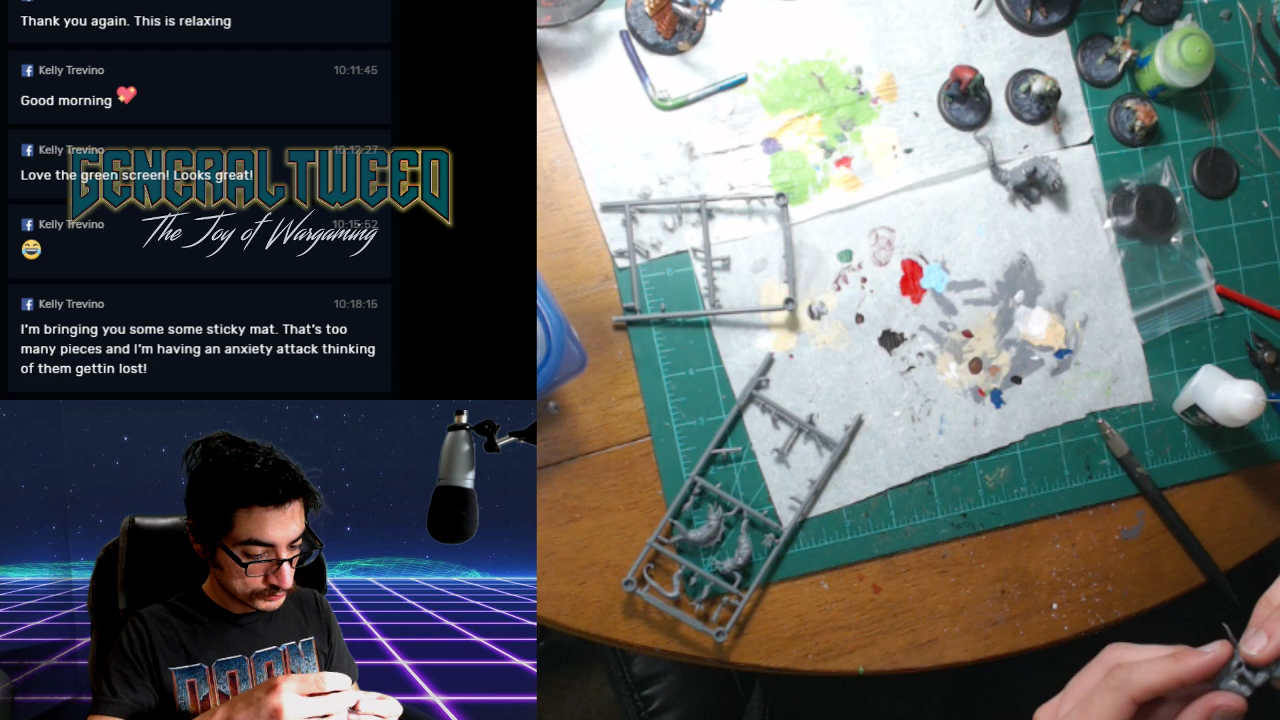 Thank you again. This is relaxing
Kelly Trevino 10:11:45
Good morning 💖
Kelly Trevino 10:12:27
Love the green screen! Looks great!
GENERAL TWEED
The Joy of Wargaming
Kelly Trevino 10:15:52
😂
Kelly Trevino 10:18:15
I'm bringing you some some sticky mat. That's too
many pieces and I'm having an anxiety attack thinking
of them gettin lost!
DOOM